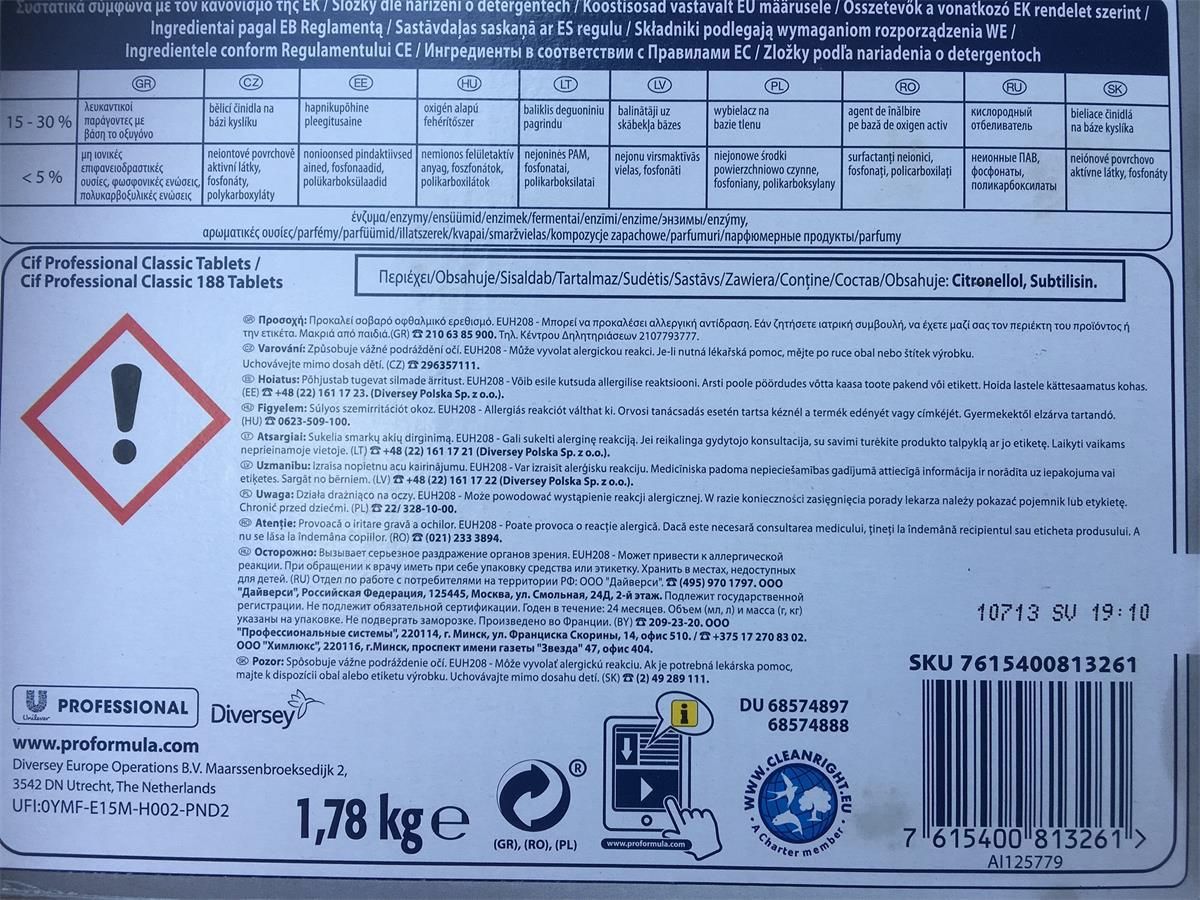 Συστατικά σύμφωνα με τον κανονισμό της ΕΚ / Složky dle nařízení o detergentech / Koostisosad vastavalt EU määrusele / Összetevők a vonatkozó EK rendelet szerint /
Ingredientai pagal EB Reglamentą / Sastāvdaļas saskaņā ar ES regulu / Składniki podlegają wymaganiom rozporządzenia WE /
Ingredientele conform Regulamentului CE / Ингредиенты в соответствии с Правилами ЕС / Zložky podľa nariadenia o detergentoch
GR CZ EE HU LT LV PL RO RU SK
15 - 30 %
λευκαντικοί
παράγοντες με
βάση το οξυγόνο
bělicí činidla na
bázi kyslíku
hapnikupõhine
pleegitusaine
oxigén alapú
fehérítőszer
baliklis deguoniniu
pagrindu
balinātāji uz
skābekļa bāzes
wybielacz na
bazie tlenu
agent de înălbire
pe bază de oxigen activ
кислородный
отбеливатель
bieliace činidlá
na báze kyslíka
< 5 %
μη ιονικές
επιφανειοδραστικές
ουσίες, φωσφονικές ενώσεις,
πολυκαρβοξυλικές ενώσεις
neiontové povrchově
aktivní látky,
fosfonáty,
polykarboxyláty
nonioonsed pindaktiivsed
ained, fosfonaadid,
polükarboksülaadid
nemionos felületaktív
anyag, foszfonátok,
polikarboxilátok
nejoninės PAM,
fosfonatai,
polikarboksilatai
nejonu virsmaktīvās
vielas, fosfonāti
niejonowe środki
powierzchniowo czynne,
fosfoniany, polikarboksylany
surfactanţi neionici,
fosfonaţi, policarboxilaţi
неионные ПАВ,
фосфонаты,
поликарбоксилаты
neiónové povrchovo
aktívne látky, fosfonáty
ένζυμα/enzymy/ensüümid/enzimek/fermentai/enzīmi/enzime/энзимы/enzýmy,
αρωματικές ουσίες/parfémy/parfüümid/illatszerek/kvapai/smaržvielas/kompozycje zapachowe/parfumuri/парфюмерные продукты/parfumy
Cif Professional Classic Tablets /
Cif Professional Classic 188 Tablets
Περιέχει/Obsahuje/Sisaldab/Tartalmaz/Sudėtis/Sastāvs/Zawiera/Conţine/Состав/Obsahuje: Citronellol, Subtilisin.
GR Προσοχή: Προκαλεί σοβαρό οφθαλμικό ερεθισμό. EUH208 - Μπορεί να προκαλέσει αλλεργική αντίδραση. Εάν ζητήσετε ιατρική συμβουλή, να έχετε μαζί σας τον περιέκτη του προϊόντος ή
την ετικέτα. Μακριά από παιδιά.(GR) ☎ 210 63 85 900. Τηλ. Κέντρου Δηλητηριάσεων 2107793777.
CZ Varování: Způsobuje vážné podráždění očí. EUH208 - Může vyvolat alergickou reakci. Je-li nutná lékařská pomoc, mějte po ruce obal nebo štítek výrobku.
Uchovávejte mimo dosah dětí. (CZ) ☎ 296357111.
EE Hoiatus: Põhjustab tugevat silmade ärritust. EUH208 - Võib esile kutsuda allergilise reaktsiooni. Arsti poole pöördudes võtta kaasa toote pakend või etikett. Hoida lastele kättesaamatus kohas.
(EE) ☎ +48 (22) 161 17 23. (Diversey Polska Sp. z o.o.).
HU Figyelem: Súlyos szemirritációt okoz. EUH208 - Allergiás reakciót válthat ki. Orvosi tanácsadás esetén tartsa kéznél a termék edényét vagy címkéjét. Gyermekektől elzárva tartandó.
(HU) ☎ 0623-509-100.
LT Atsargiai: Sukelia smarkų akių dirginimą. EUH208 - Gali sukelti alerginę reakciją. Jei reikalinga gydytojo konsultacija, su savimi turėkite produkto talpyklą ar jo etiketę. Laikyti vaikams
neprieinamoje vietoje. (LT) ☎ +48 (22) 161 17 21 (Diversey Polska Sp. z o.o.).
LV Uzmanību: Izraisa nopietnu acu kairinājumu. EUH208 - Var izraisīt alerģisku reakciju. Medicīniska padoma nepieciešamības gadījumā attiecīgā informācija ir norādīta uz iepakojuma vai
etiķetes. Sargāt no bērniem. (LV) ☎ +48 (22) 161 17 22 (Diversey Polska Sp. z o.o.).
PL Uwaga: Działa drażniąco na oczy. EUH208 - Może powodować wystąpienie reakcji alergicznej. W razie konieczności zasięgnięcia porady lekarza należy pokazać pojemnik lub etykietę.
Chronić przed dziećmi. (PL) ☎ 22/ 328-10-00.
RO Atenţie: Provoacă o iritare gravă a ochilor. EUH208 - Poate provoca o reacţie alergică. Dacă este necesară consultarea medicului, ţineţi la îndemână recipientul sau eticheta produsului. A
nu se lăsa la îndemâna copiilor. (RO) ☎ (021) 233 3894.
RU Осторожно: Вызывает серьезное раздражение органов зрения. EUH208 - Может привести к аллергической
реакции. При обращении к врачу иметь при себе упаковку средства или этикетку. Хранить в местах, недоступных
для детей. (RU) Отдел по работе с потребителями на территории РФ: ООО "Дайверси". ☎ (495) 970 1797. ООО
"Дайверси", Российская Федерация, 125445, Москва, ул. Смольная, 24Д, 2-й этаж. Подлежит государственной
регистрации. Не подлежит обязательной сертификации. Годен в течение: 24 месяцев. Объем (мл, л) и масса (г, кг)
указаны на упаковке. Не подвергать заморозке. Произведено во Франции. (BY) ☎ 209-23-20. ООО
"Профессиональные системы", 220114, г. Минск, ул. Франциска Скорины, 14, офис 510. / ☎ +375 17 270 83 02.
ООО "Химлюкс", 220116, г.Минск, проспект имени газеты "Звезда" 47, офис 404.
SK Pozor: Spôsobuje vážne podráždenie očí. EUH208 - Môže vyvolať alergickú reakciu. Ak je potrebná lekárska pomoc,
majte k dispozícii obal alebo etiketu výrobku. Uchovávajte mimo dosahu detí. (SK) ☎ (2) 49 289 111.
10713 SV 19:10
SKU 7615400813261
Unilever PROFESSIONAL
Diversey
www.proformula.com
Diversey Europe Operations B.V. Maarssenbroeksedijk 2,
3542 DN Utrecht, The Netherlands
UFI:0YMF-E15M-H002-PND2
1,78 kg e
®
(GR), (RO), (PL)
i
www.proformula.com
DU 68574897
68574888
WWW.CLEANRIGHT.EU
• A Charter member •
7 615400 813261 >
AI125779